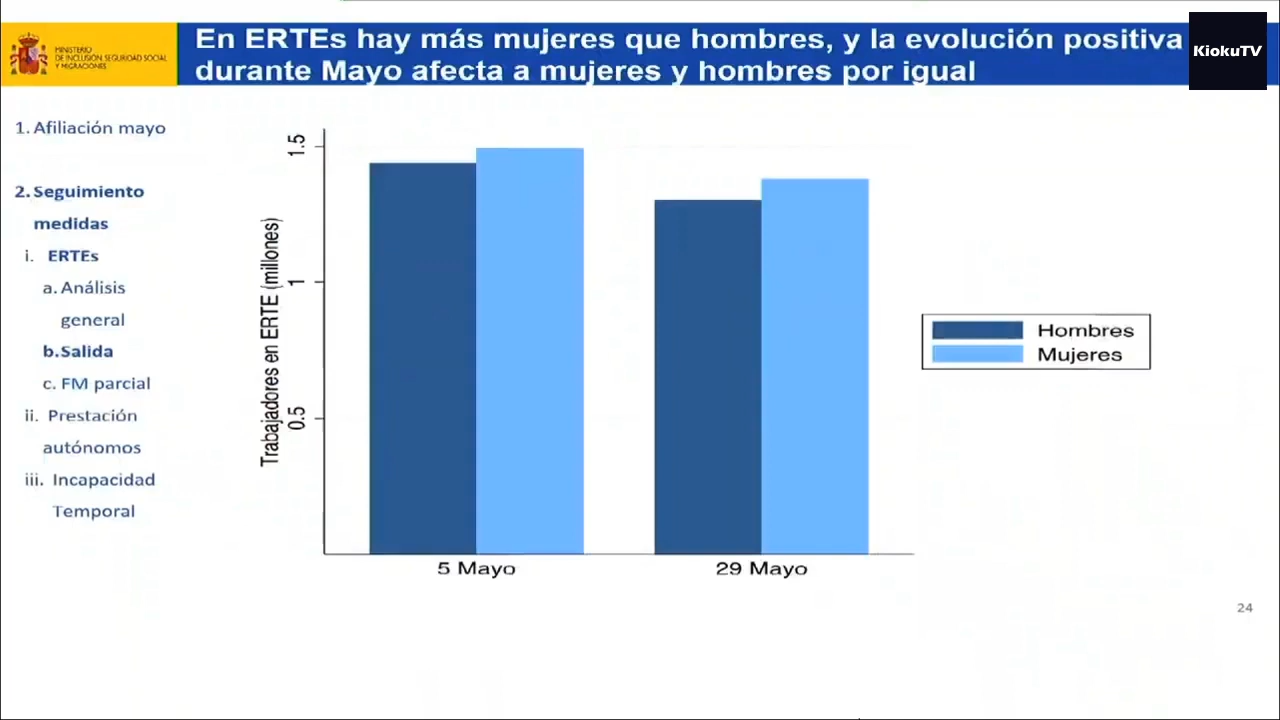 En ERTEs hay más mujeres que hombres, y la evolución positiva
durante Mayo afecta a mujeres y hombres por igual
KiokuTV
MINISTERIO
DE INCLUSIÓN, SEGURIDAD SOCIAL
Y MIGRACIONES
1. Afiliación mayo
2. Seguimiento
medidas
i. ERTEs
a. Análisis
general
b. Salida
c. FM parcial
ii. Prestación
autónomos
iii. Incapacidad
Temporal
Trabajadores en ERTE (millones)
1.5
1
0.5
5 Mayo
29 Mayo
Hombres
Mujeres
24